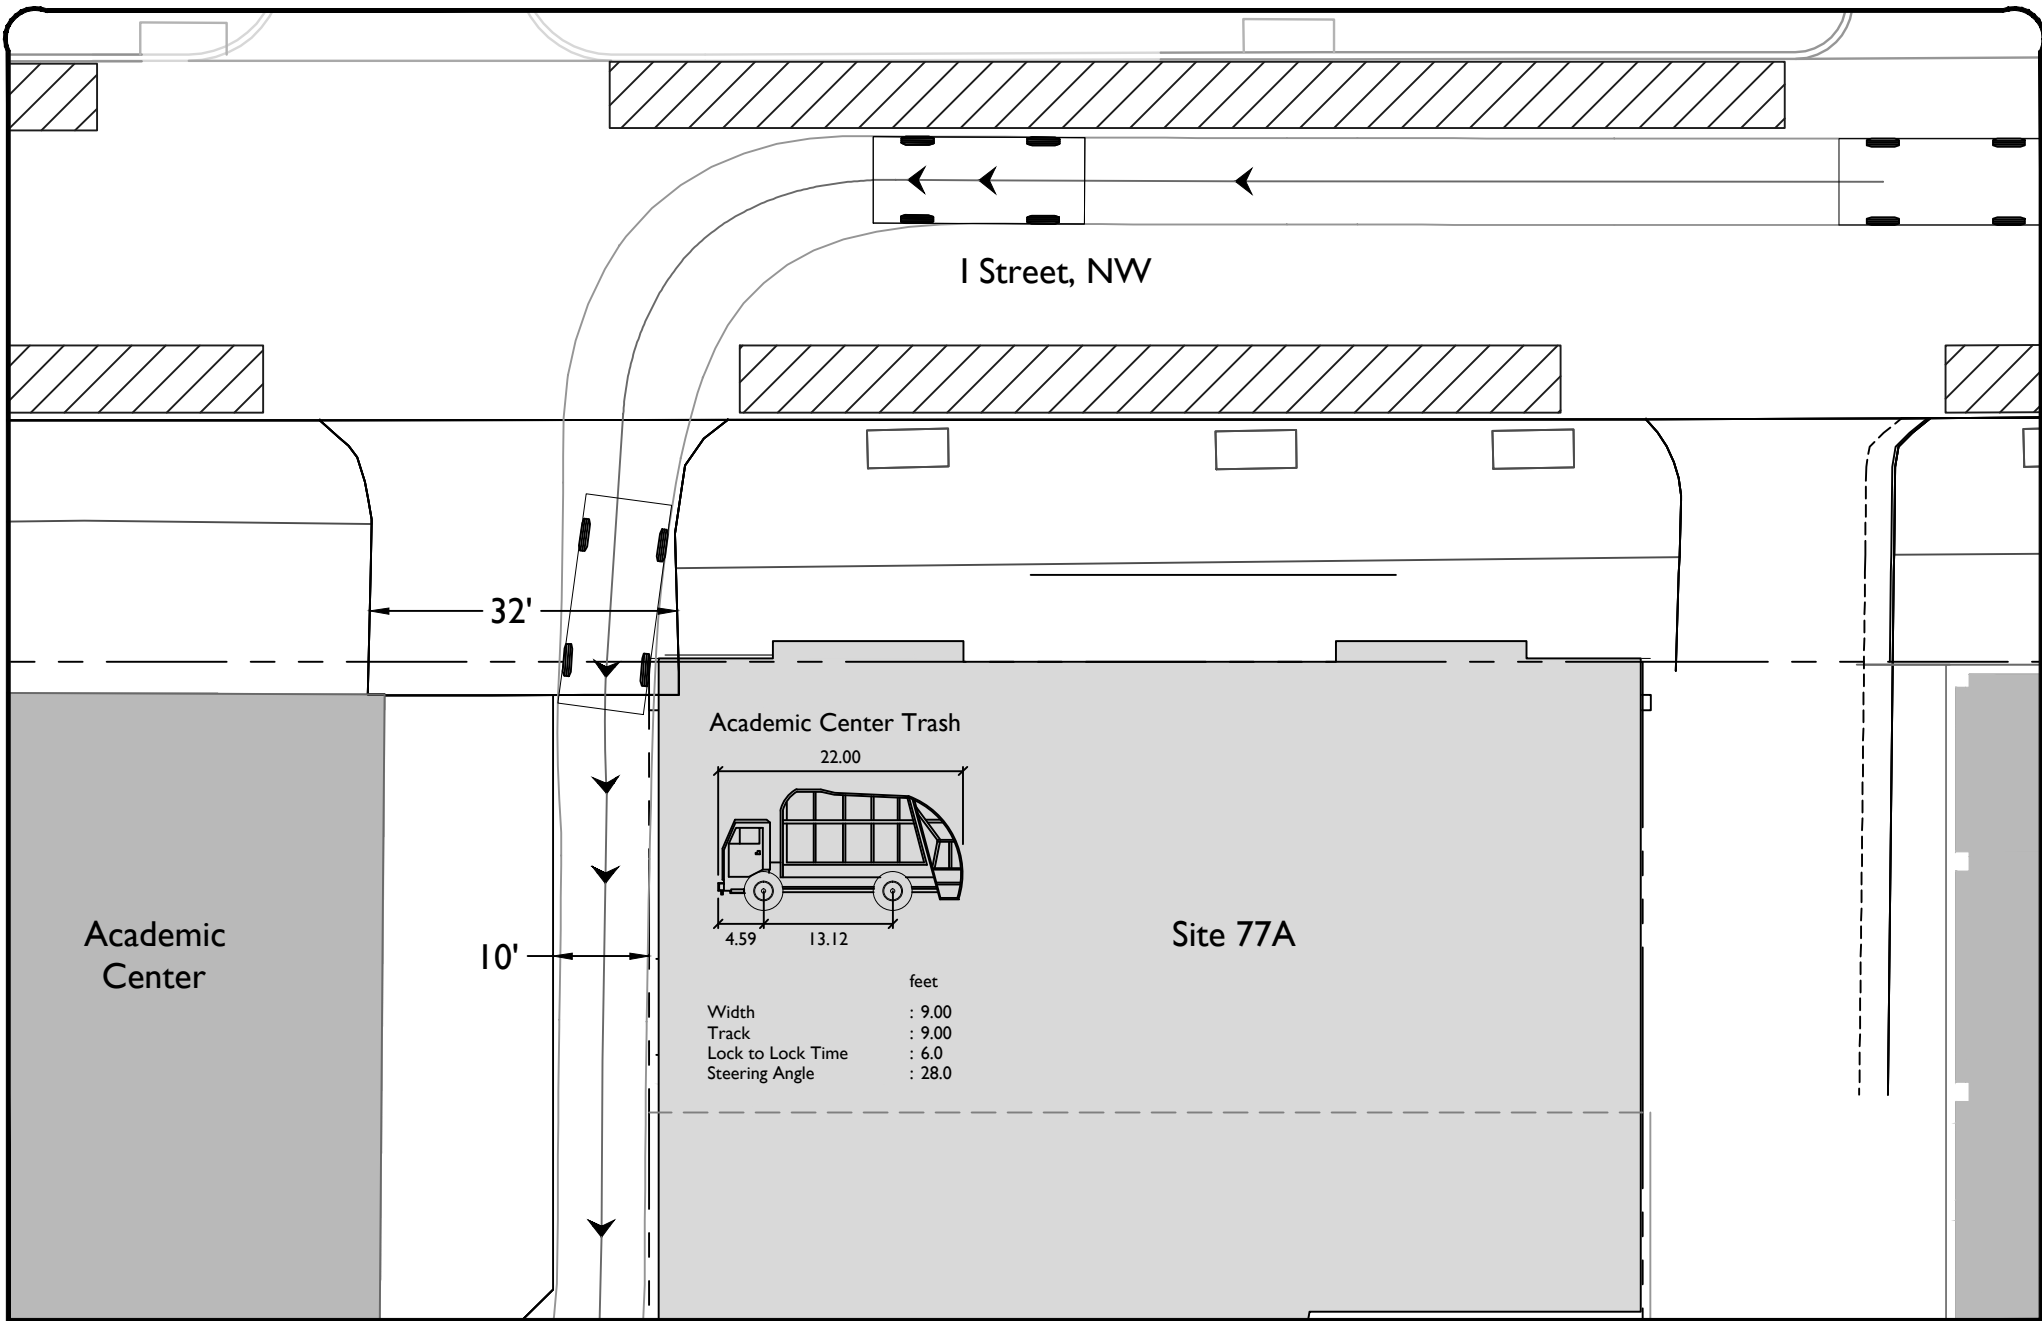 I Street, NW
32'
Academic Center Trash
22.00
4.59 13.12
Academic
Center
10'
Site 77A
feet
Width : 9.00
Track : 9.00
Lock to Lock Time : 6.0
Steering Angle : 28.0